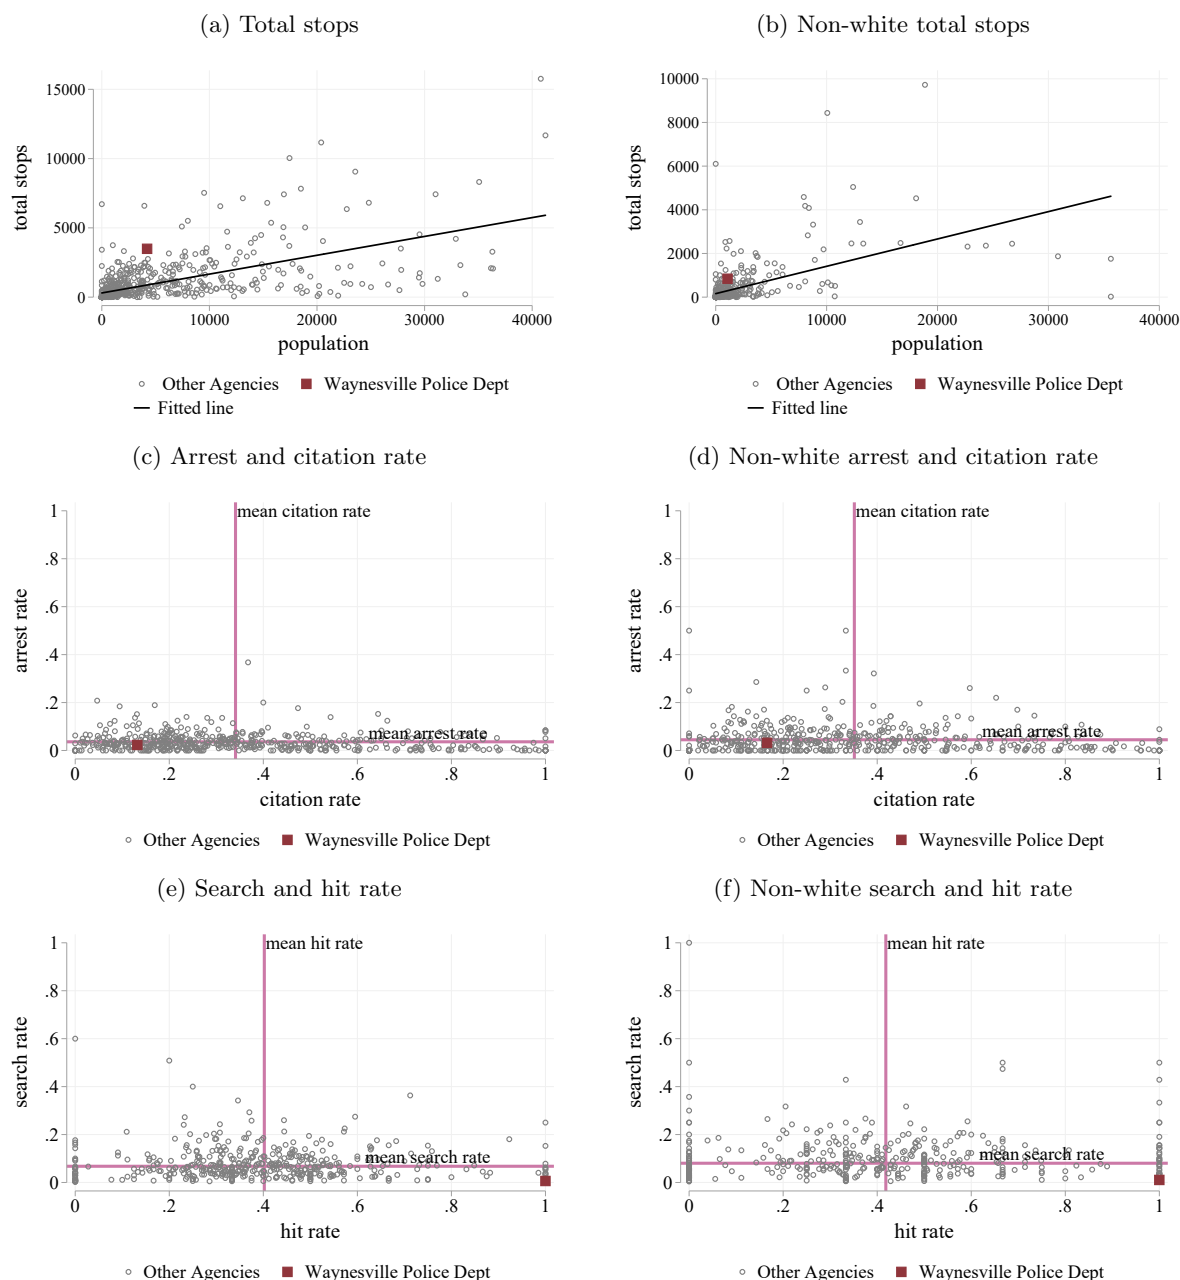 (a) Total stops
(b) Non-white total stops
15000
10000
5000
0
total stops
0
10000
20000
30000
40000
population
Other Agencies
Waynesville Police Dept
Fitted line
10000
8000
6000
4000
2000
0
total stops
0
10000
20000
30000
40000
population
Other Agencies
Waynesville Police Dept
Fitted line
(c) Arrest and citation rate
(d) Non-white arrest and citation rate
1
.8
.6
.4
.2
0
arrest rate
mean citation rate
mean arrest rate
0
.2
.4
.6
.8
1
citation rate
Other Agencies
Waynesville Police Dept
1
.8
.6
.4
.2
0
arrest rate
mean citation rate
mean arrest rate
0
.2
.4
.6
.8
1
citation rate
Other Agencies
Waynesville Police Dept
(e) Search and hit rate
(f) Non-white search and hit rate
1
.8
.6
.4
.2
0
search rate
mean hit rate
mean search rate
0
.2
.4
.6
.8
1
hit rate
Other Agencies
Waynesville Police Dept
1
.8
.6
.4
.2
0
search rate
mean hit rate
mean search rate
0
.2
.4
.6
.8
1
hit rate
Other Agencies
Waynesville Police Dept